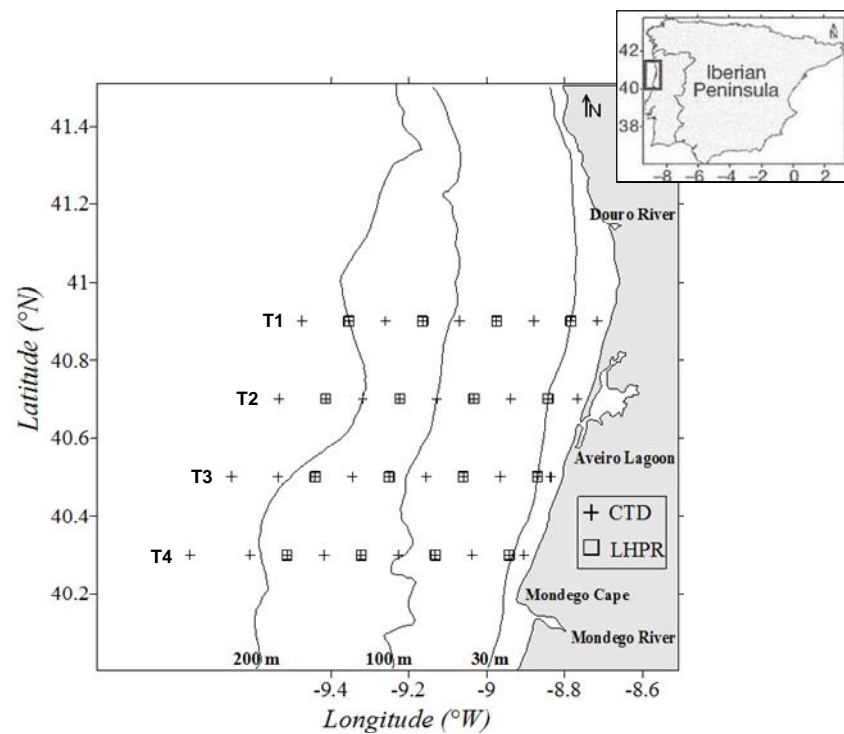 N
42
40
38
Iberian
Peninsula
-8
-6
-4
-2
0
2
41.4
41.2
41
40.8
40.6
40.4
40.2
Latitude (°N)
N
Douro River
T1
T2
T3
T4
Aveiro Lagoon
CTD
LHPR
Mondego Cape
Mondego River
200 m
100 m
30 m
-9.4
-9.2
-9
-8.8
-8.6
Longitude (°W)